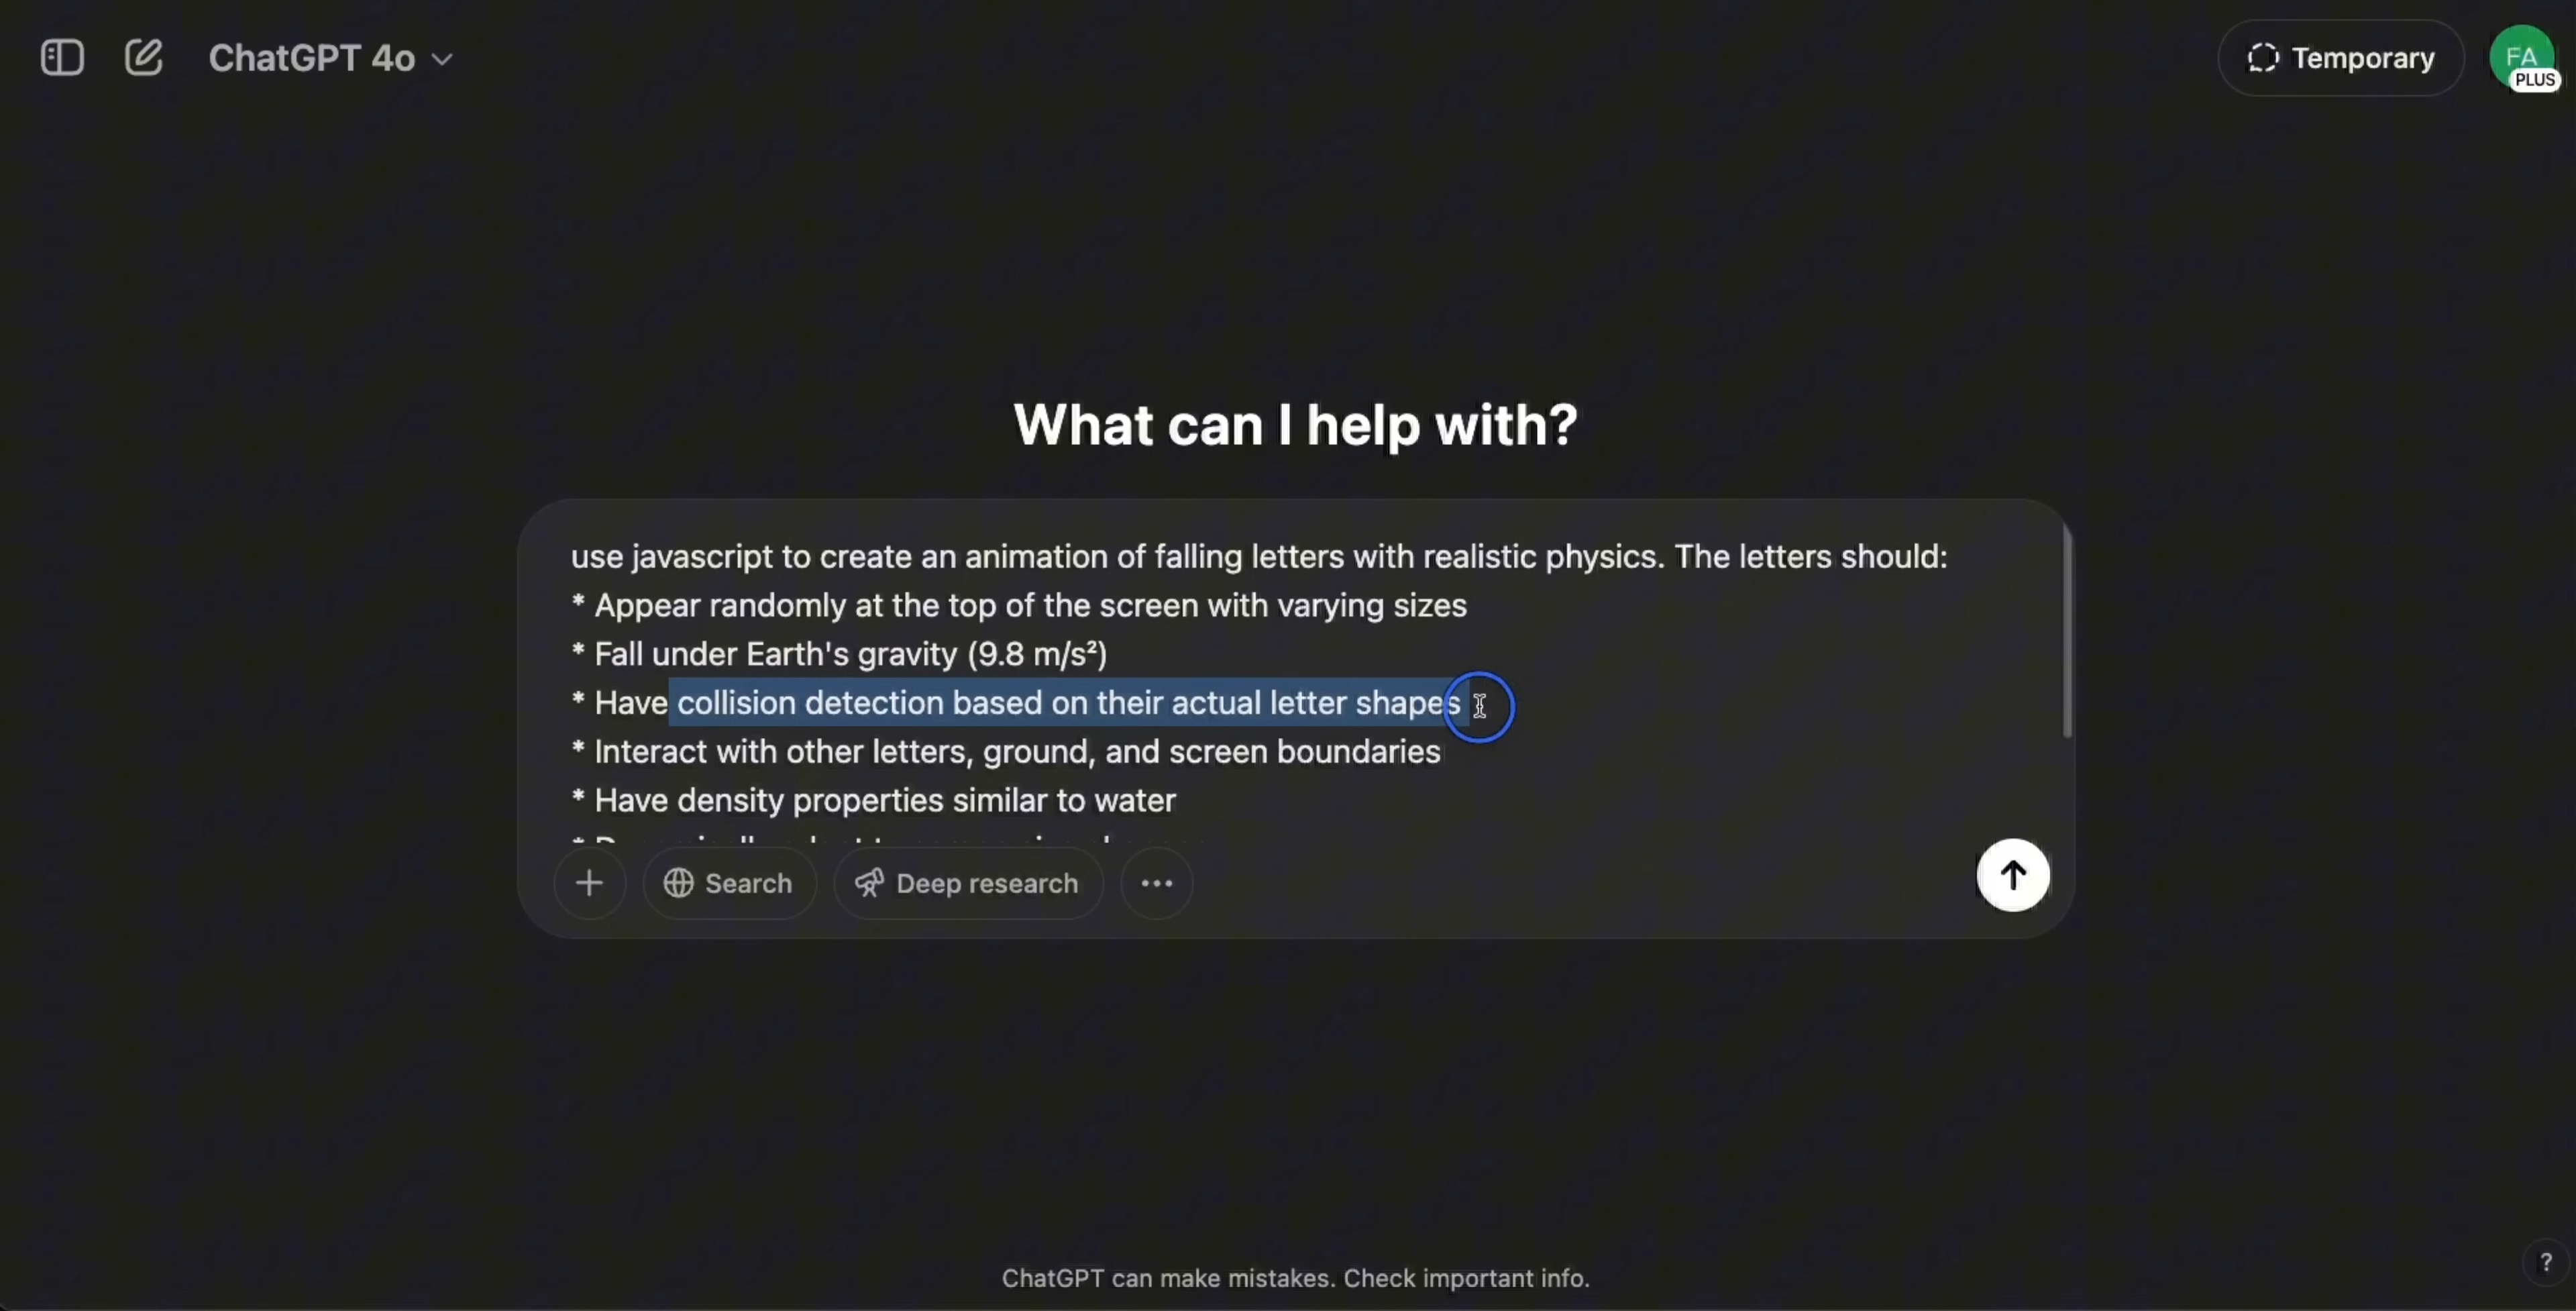 ChatGPT 4o
Temporary
FA
PLUS
What can I help with?
use javascript to create an animation of falling letters with realistic physics. The letters should:
* Appear randomly at the top of the screen with varying sizes
* Fall under Earth's gravity (9.8 m/s²)
* Have collision detection based on their actual letter shapes
* Interact with other letters, ground, and screen boundaries
* Have density properties similar to water
Search
Deep research
ChatGPT can make mistakes. Check important info.
?